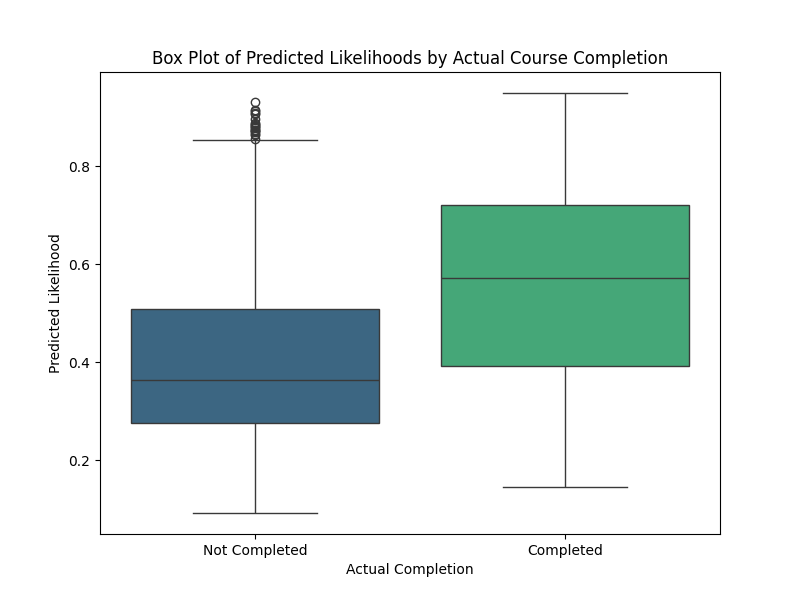 Box Plot of Predicted Likelihoods by Actual Course Completion
Predicted Likelihood
0.8
0.6
0.4
0.2
Not Completed
Completed
Actual Completion